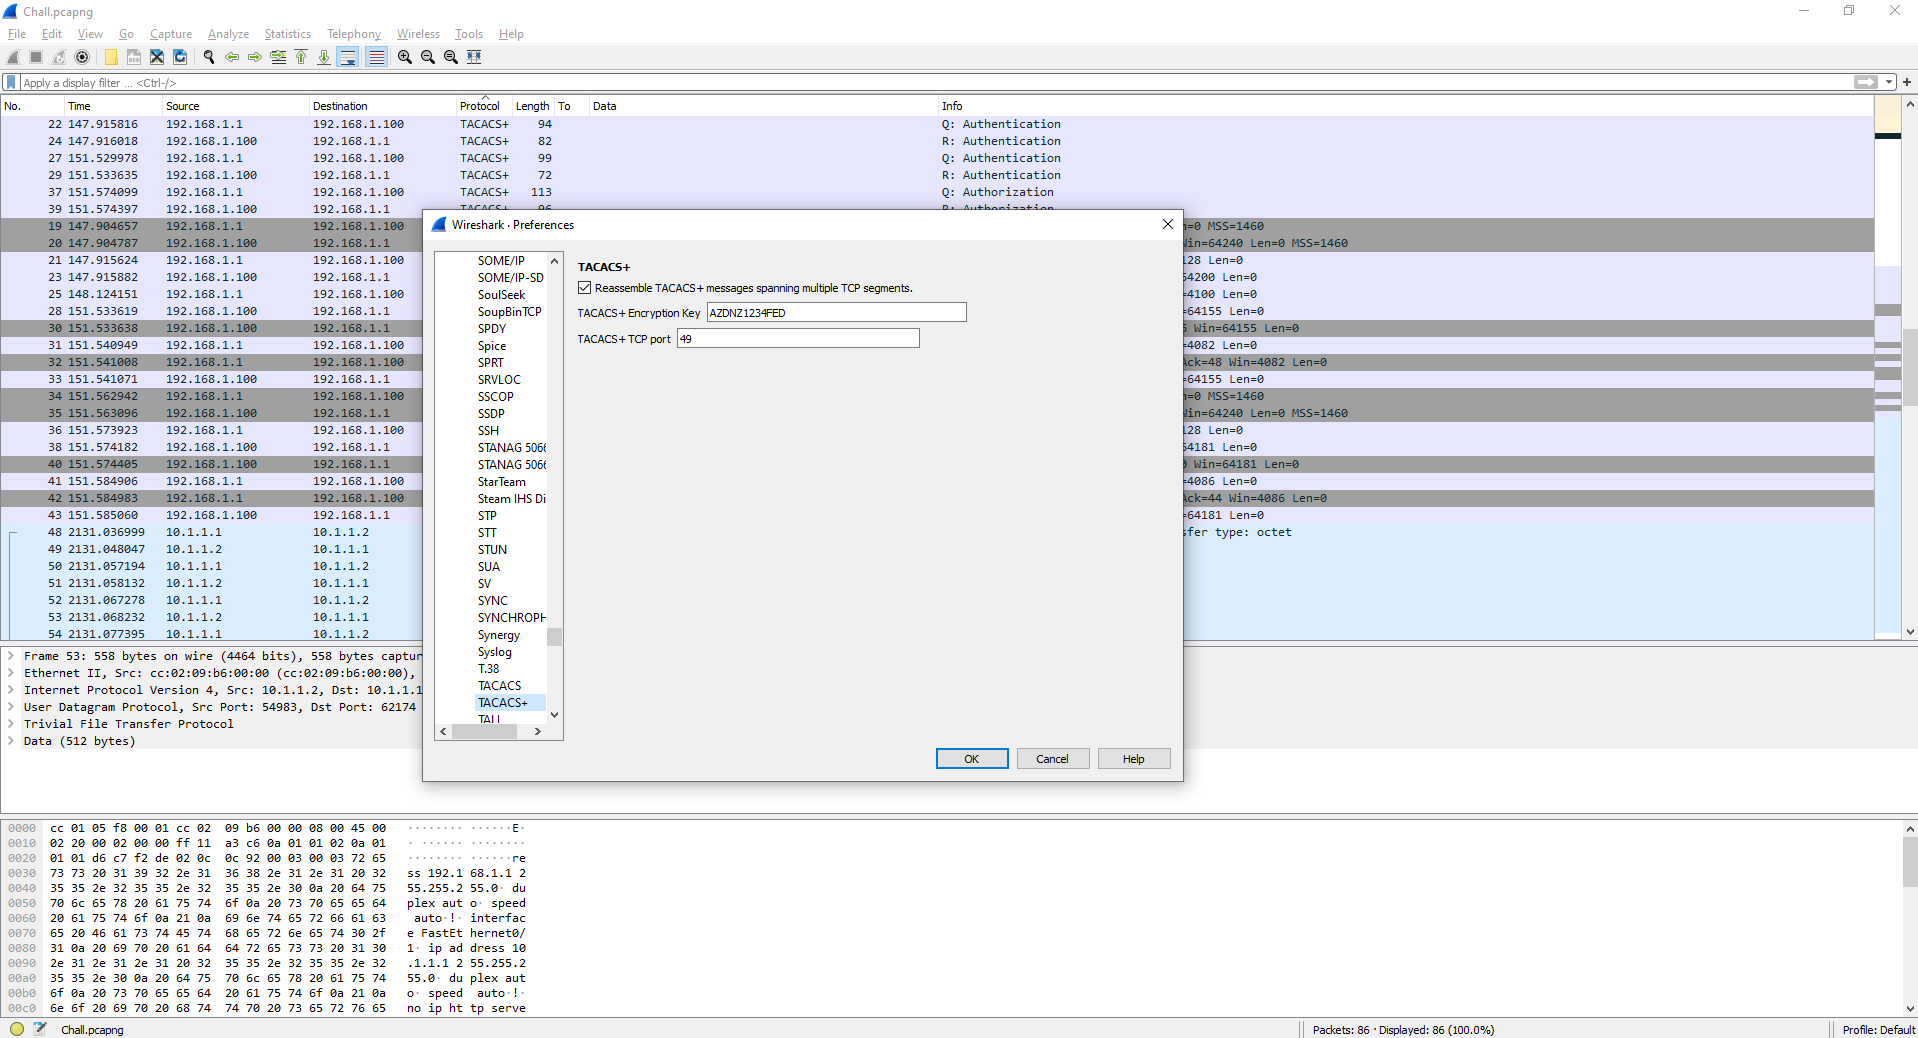 Chall.pcapng
File Edit View Go Capture Analyze Statistics Telephony Wireless Tools Help
Apply a display filter ... <Ctrl-/>
No. Time Source Destination Protocol Length To Data Info
22 147.915816 192.168.1.1 192.168.1.100 TACACS+ 94 Q: Authentication
24 147.916018 192.168.1.100 192.168.1.1 TACACS+ 82 R: Authentication
27 151.529978 192.168.1.1 192.168.1.100 TACACS+ 99 Q: Authentication
29 151.533635 192.168.1.100 192.168.1.1 TACACS+ 72 R: Authentication
37 151.574099 192.168.1.1 192.168.1.100 TACACS+ 113 Q: Authorization
39 151.574397 192.168.1.100 192.168.1.1 TACACS+ 96 R: Authorization
19 147.904657 192.168.1.1 192.168.1.100 n=0 MSS=1460
20 147.904787 192.168.1.100 192.168.1.1 Win=64240 Len=0 MSS=1460
21 147.915624 192.168.1.1 192.168.1.100 128 Len=0
23 147.915882 192.168.1.100 192.168.1.1 64200 Len=0
25 148.124151 192.168.1.1 192.168.1.100 =4100 Len=0
28 151.533619 192.168.1.100 192.168.1.1 64155 Len=0
30 151.533638 192.168.1.100 192.168.1.1 Win=64155 Len=0
31 151.540949 192.168.1.1 192.168.1.100 =4082 Len=0
32 151.541008 192.168.1.1 192.168.1.100 Ack=48 Win=4082 Len=0
33 151.541071 192.168.1.100 192.168.1.1 =64155 Len=0
34 151.562942 192.168.1.1 192.168.1.100 n=0 MSS=1460
35 151.563096 192.168.1.100 192.168.1.1 Win=64240 Len=0 MSS=1460
36 151.573923 192.168.1.1 192.168.1.100 128 Len=0
38 151.574182 192.168.1.100 192.168.1.1 64181 Len=0
40 151.574405 192.168.1.100 192.168.1.1 Win=64181 Len=0
41 151.584906 192.168.1.1 192.168.1.100 =4086 Len=0
42 151.584983 192.168.1.1 192.168.1.100 Ack=44 Win=4086 Len=0
43 151.585060 192.168.1.100 192.168.1.1 =64181 Len=0
48 2131.036999 10.1.1.1 10.1.1.2 sfer type: octet
49 2131.048047 10.1.1.2 10.1.1.1
50 2131.057194 10.1.1.1 10.1.1.2
51 2131.058132 10.1.1.2 10.1.1.1
52 2131.067278 10.1.1.1 10.1.1.2
53 2131.068232 10.1.1.2 10.1.1.1
54 2131.077395 10.1.1.1 10.1.1.2
Wireshark · Preferences
SOME/IP
SOME/IP-SD
SoulSeek
SoupBinTCP
SPDY
Spice
SPRT
SRVLOC
SSCOP
SSDP
SSH
STANAG 5066
STANAG 5066
StarTeam
Steam IHS Di
STP
STT
STUN
SUA
SV
SYNC
SYNCHROPH
Synergy
Syslog
T.38
TACACS
TACACS+
TALI
TACACS+
Reassemble TACACS+ messages spanning multiple TCP segments.
TACACS+ Encryption Key AZDNZ1234FED
TACACS+ TCP port 49
OK Cancel Help
Frame 53: 558 bytes on wire (4464 bits), 558 bytes captur
Ethernet II, Src: cc:02:09:b6:00:00 (cc:02:09:b6:00:00),
Internet Protocol Version 4, Src: 10.1.1.2, Dst: 10.1.1.1
User Datagram Protocol, Src Port: 54983, Dst Port: 62174
Trivial File Transfer Protocol
Data (512 bytes)
0000 cc 01 05 f8 00 01 cc 02 09 b6 00 00 08 00 45 00 ········ ······E·
0010 02 20 00 02 00 00 ff 11 a3 c6 0a 01 01 02 0a 01 · ······ ········
0020 01 01 d6 c7 f2 de 02 0c 0c 92 00 03 00 03 72 65 ········ ······re
0030 73 73 20 31 39 32 2e 31 36 38 2e 31 2e 31 20 32 ss 192.1 68.1.1 2
0040 35 35 2e 32 35 35 2e 32 35 35 2e 30 0a 20 64 75 55.255.2 55.0· du
0050 70 6c 65 78 20 61 75 74 6f 0a 20 73 70 65 65 64 plex aut o· speed
0060 20 61 75 74 6f 0a 21 0a 69 6e 74 65 72 66 61 63 auto·!· interfac
0070 65 20 46 61 73 74 45 74 68 65 72 6e 65 74 30 2f e FastEt hernet0/
0080 31 0a 20 69 70 20 61 64 64 72 65 73 73 20 31 30 1· ip ad dress 10
0090 2e 31 2e 31 2e 31 20 32 35 35 2e 32 35 35 2e 32 .1.1.1 2 55.255.2
00a0 35 35 2e 30 0a 20 64 75 70 6c 65 78 20 61 75 74 55.0· du plex aut
00b0 6f 0a 20 73 70 65 65 64 20 61 75 74 6f 0a 21 0a o· speed auto·!·
00c0 6e 6f 20 69 70 20 68 74 74 70 20 73 65 72 76 65 no ip ht tp serve
Chall.pcapng Packets: 86 · Displayed: 86 (100.0%) Profile: Default